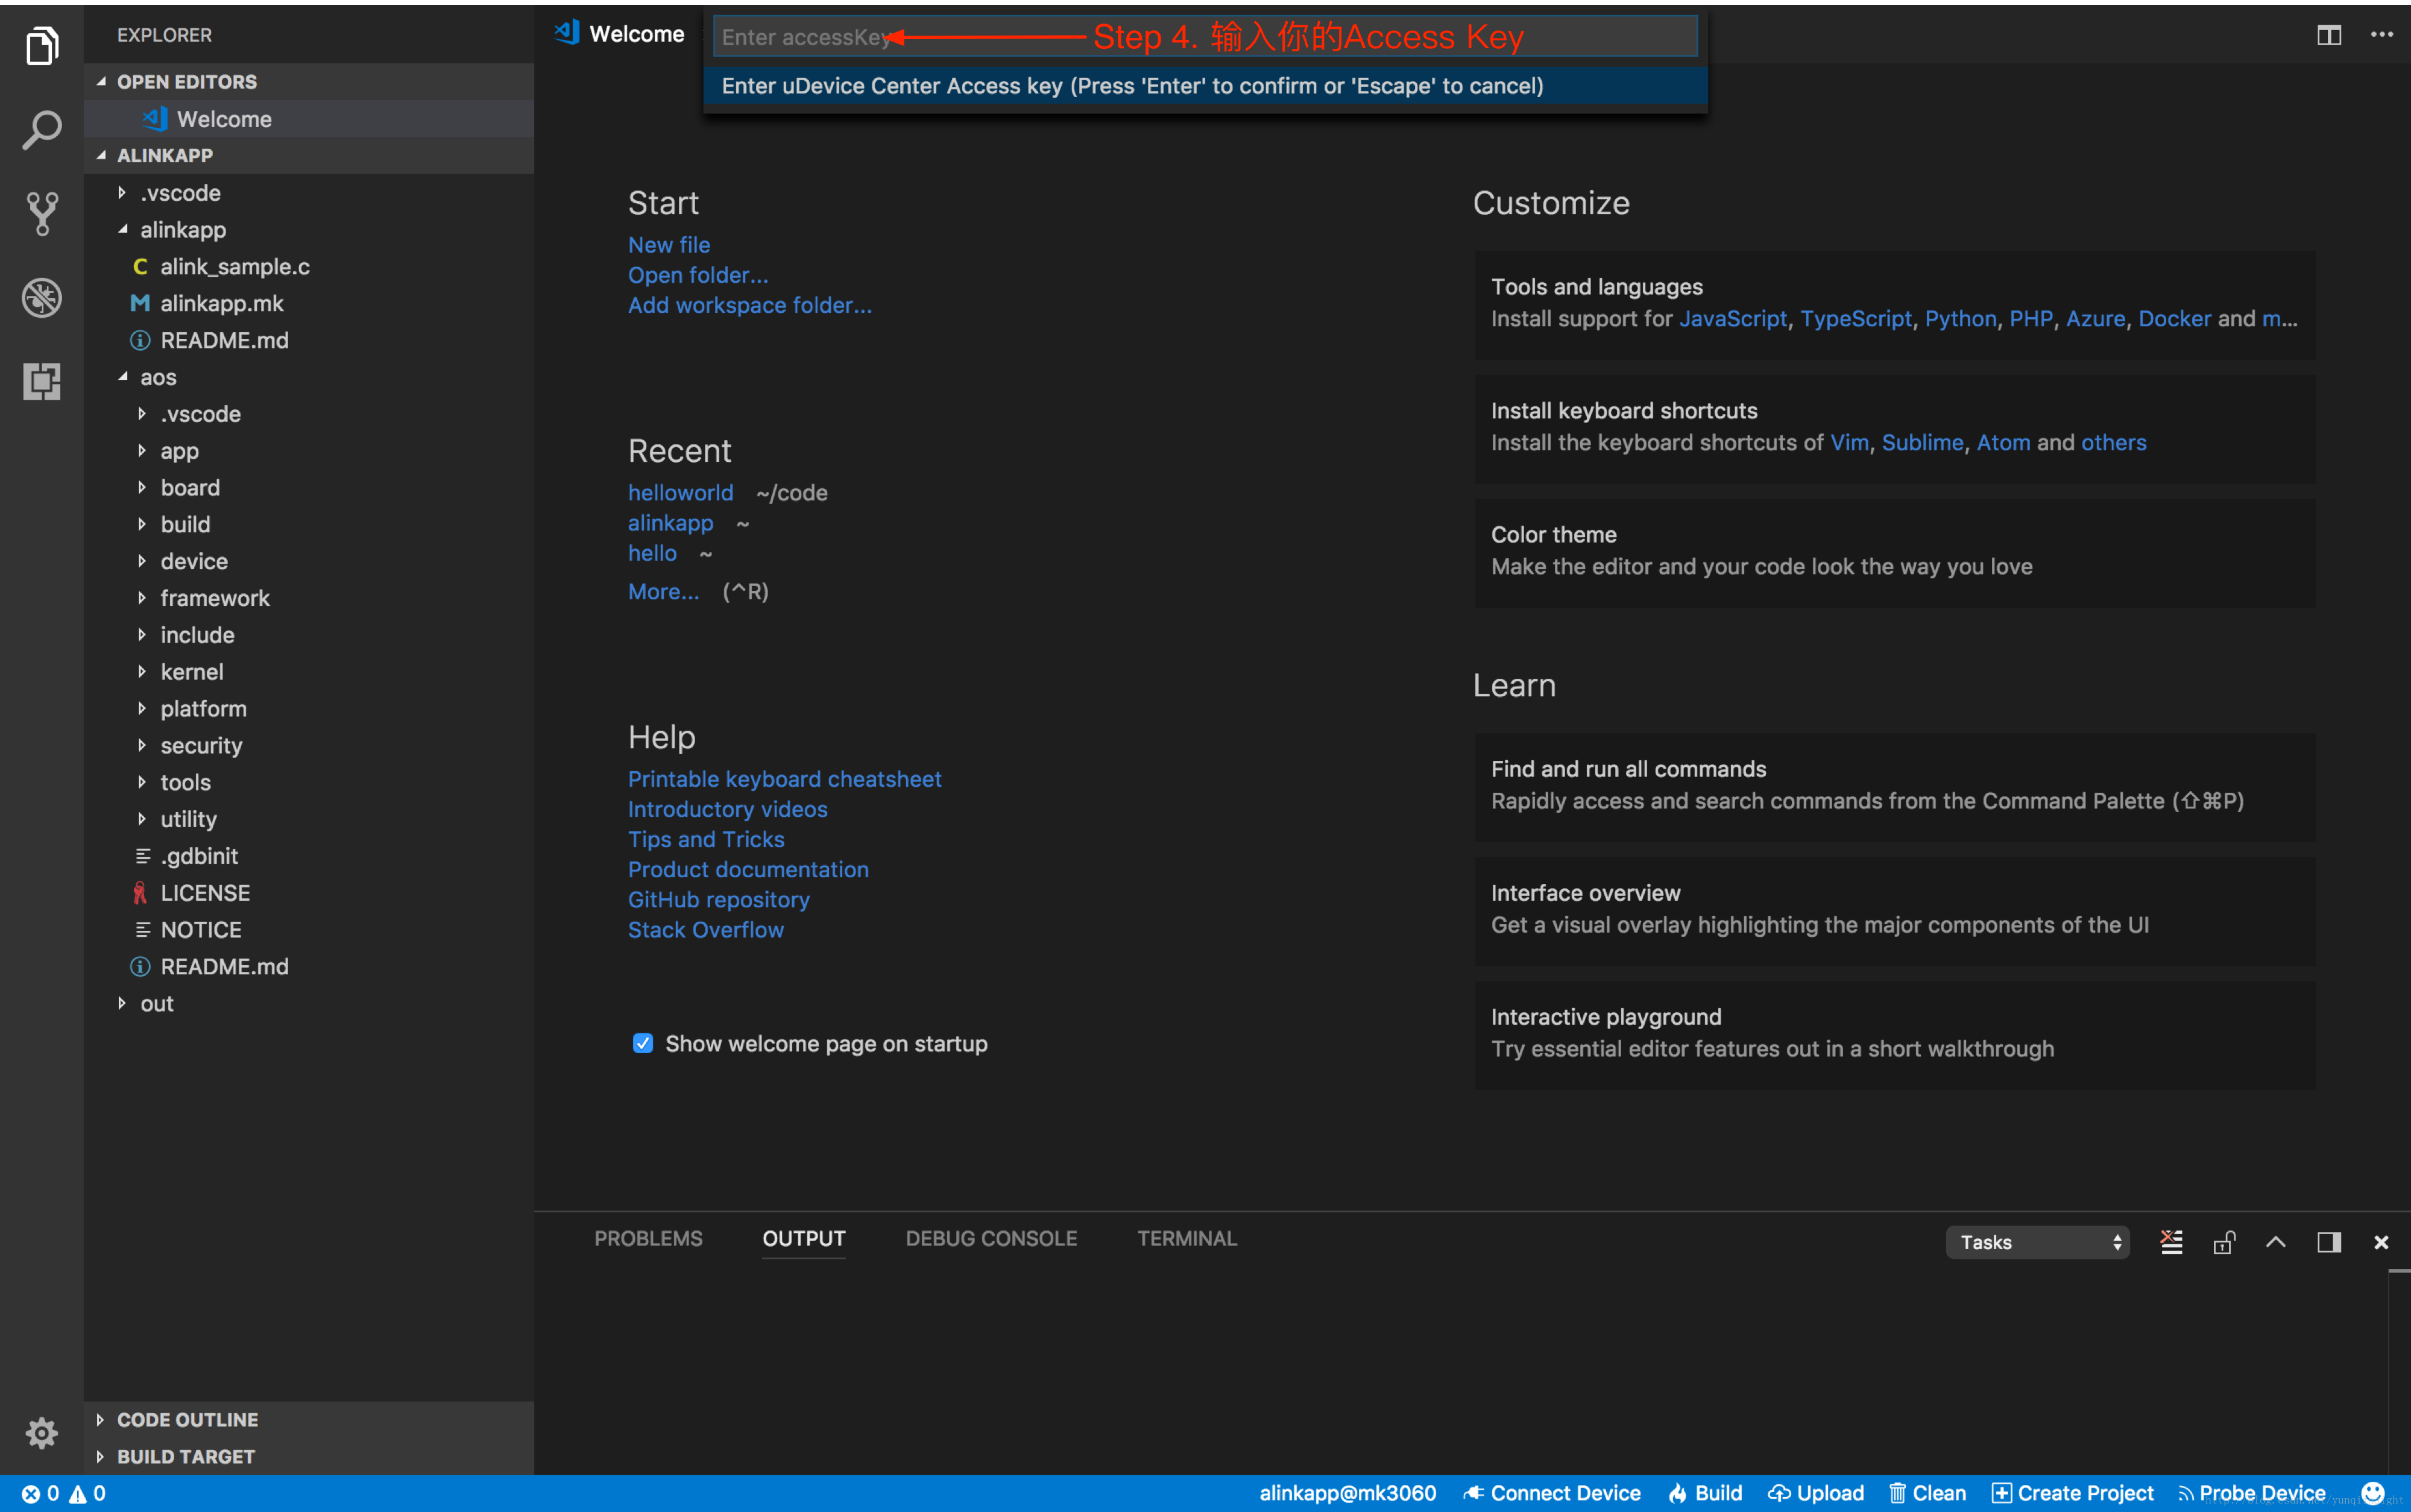 EXPLORER
OPEN EDITORS
Welcome
ALINKAPP
.vscode
alinkapp
C alink_sample.c
M alinkapp.mk
README.md
aos
.vscode
app
board
build
device
framework
include
kernel
platform
security
tools
utility
.gdbinit
LICENSE
NOTICE
README.md
out
CODE OUTLINE
BUILD TARGET
Welcome
Enter accessKey
Step 4. 输入你的Access Key
Enter uDevice Center Access key (Press 'Enter' to confirm or 'Escape' to cancel)
Start
New file
Open folder...
Add workspace folder...
Recent
helloworld ~/code
alinkapp ~
hello ~
More... (^R)
Help
Printable keyboard cheatsheet
Introductory videos
Tips and Tricks
Product documentation
GitHub repository
Stack Overflow
Show welcome page on startup
Customize
Tools and languages
Install support for JavaScript, TypeScript, Python, PHP, Azure, Docker and m...
Install keyboard shortcuts
Install the keyboard shortcuts of Vim, Sublime, Atom and others
Color theme
Make the editor and your code look the way you love
Learn
Find and run all commands
Rapidly access and search commands from the Command Palette (⇧⌘P)
Interface overview
Get a visual overlay highlighting the major components of the UI
Interactive playground
Try essential editor features out in a short walkthrough
PROBLEMS OUTPUT DEBUG CONSOLE TERMINAL Tasks
0 0 alinkapp@mk3060 Connect Device Build Upload Clean Create Project Probe Device